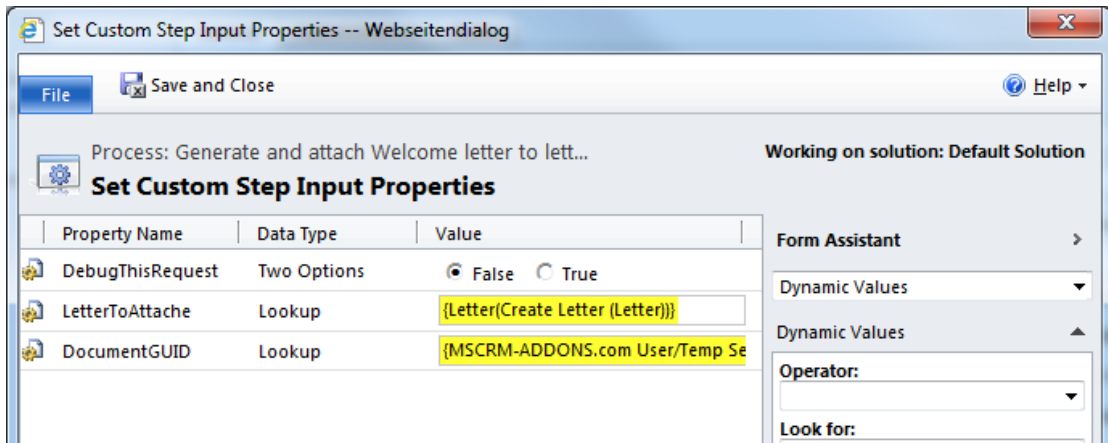 Set Custom Step Input Properties -- Webseitendialog
File Save and Close Help
Process: Generate and attach Welcome letter to lett...
Working on solution: Default Solution
Set Custom Step Input Properties
Property Name Data Type Value
Form Assistant
DebugThisRequest Two Options False True
Dynamic Values
LetterToAttache Lookup {Letter(Create Letter (Letter))}
Dynamic Values
DocumentGUID Lookup {MSCRM-ADDONS.com User/Temp Se
Operator:
Look for: